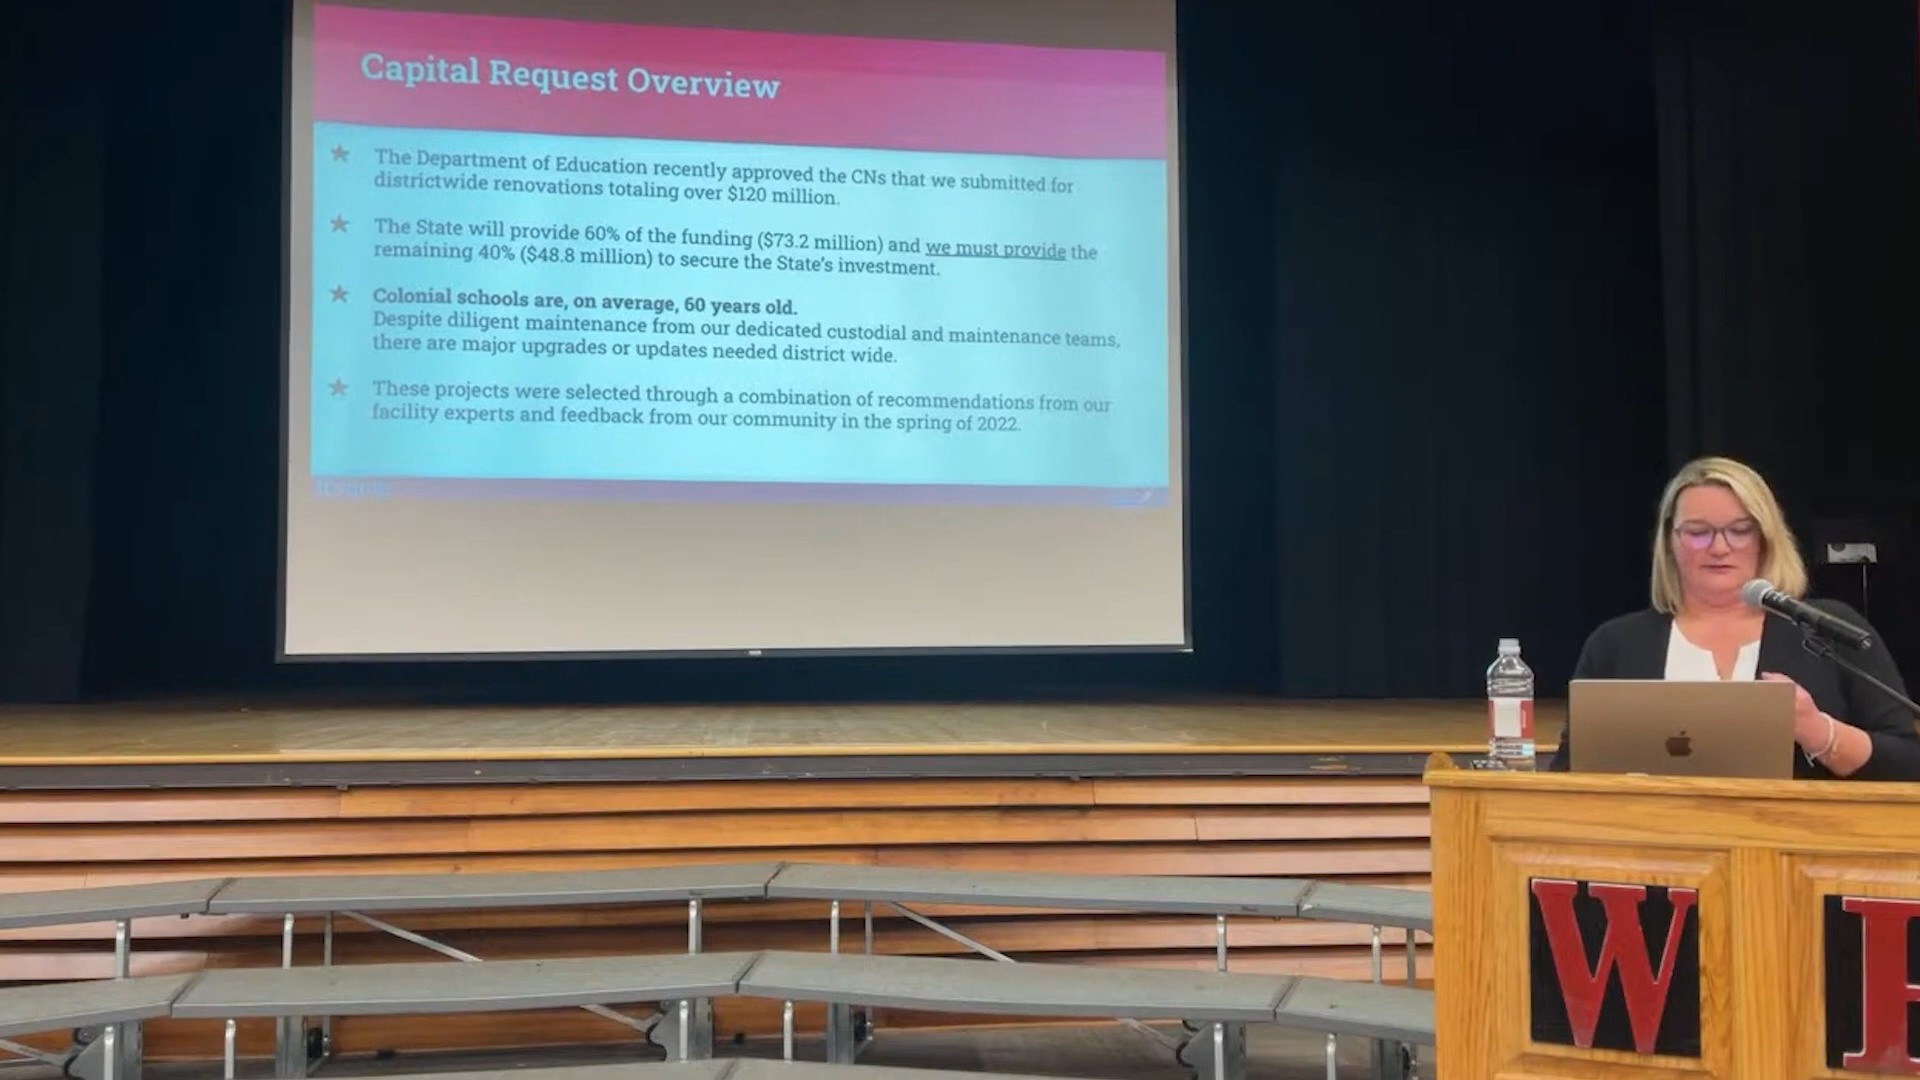 Capital Request Overview
The Department of Education recently approved the CNs that we submitted for
districtwide renovations totaling over $120 million.
The State will provide 60% of the funding ($73.2 million) and we must provide the
remaining 40% ($48.8 million) to secure the State's investment.
Colonial schools are, on average, 60 years old.
Despite diligent maintenance from our dedicated custodial and maintenance teams,
there are major upgrades or updates needed district wide.
These projects were selected through a combination of recommendations from our
facility experts and feedback from our community in the spring of 2022.
W